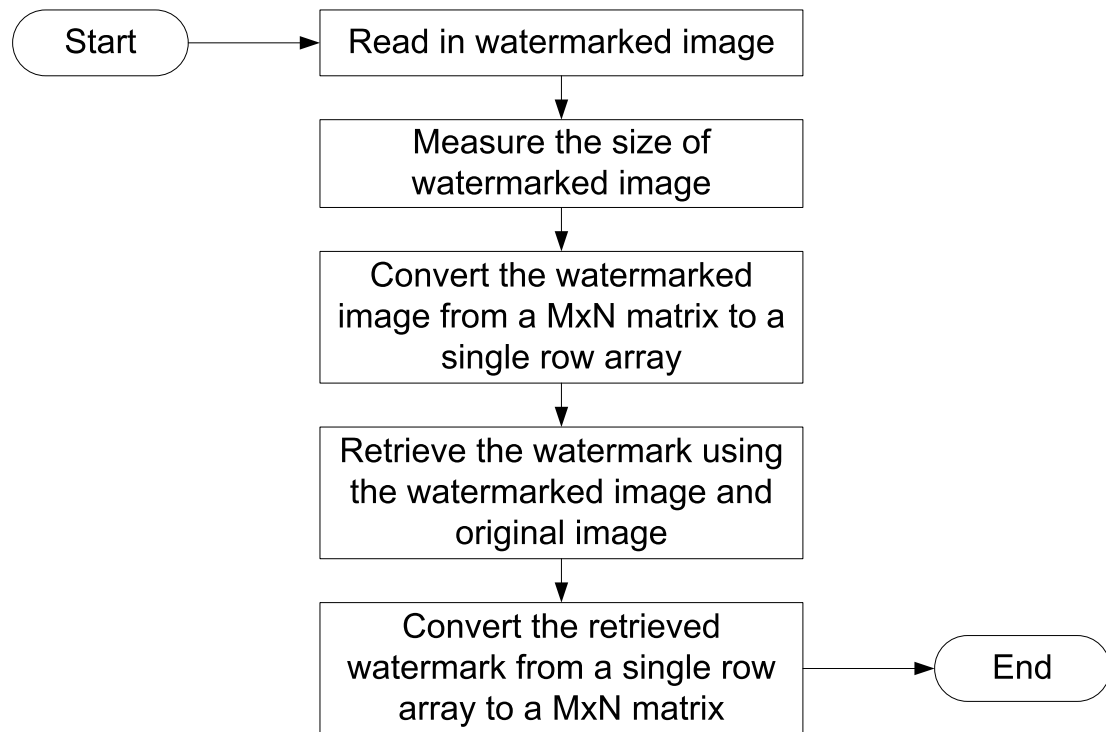 Start
Read in watermarked image
Measure the size of
watermarked image
Convert the watermarked
image from a MxN matrix to a
single row array
Retrieve the watermark using
the watermarked image and
original image
Convert the retrieved
watermark from a single row
array to a MxN matrix
End